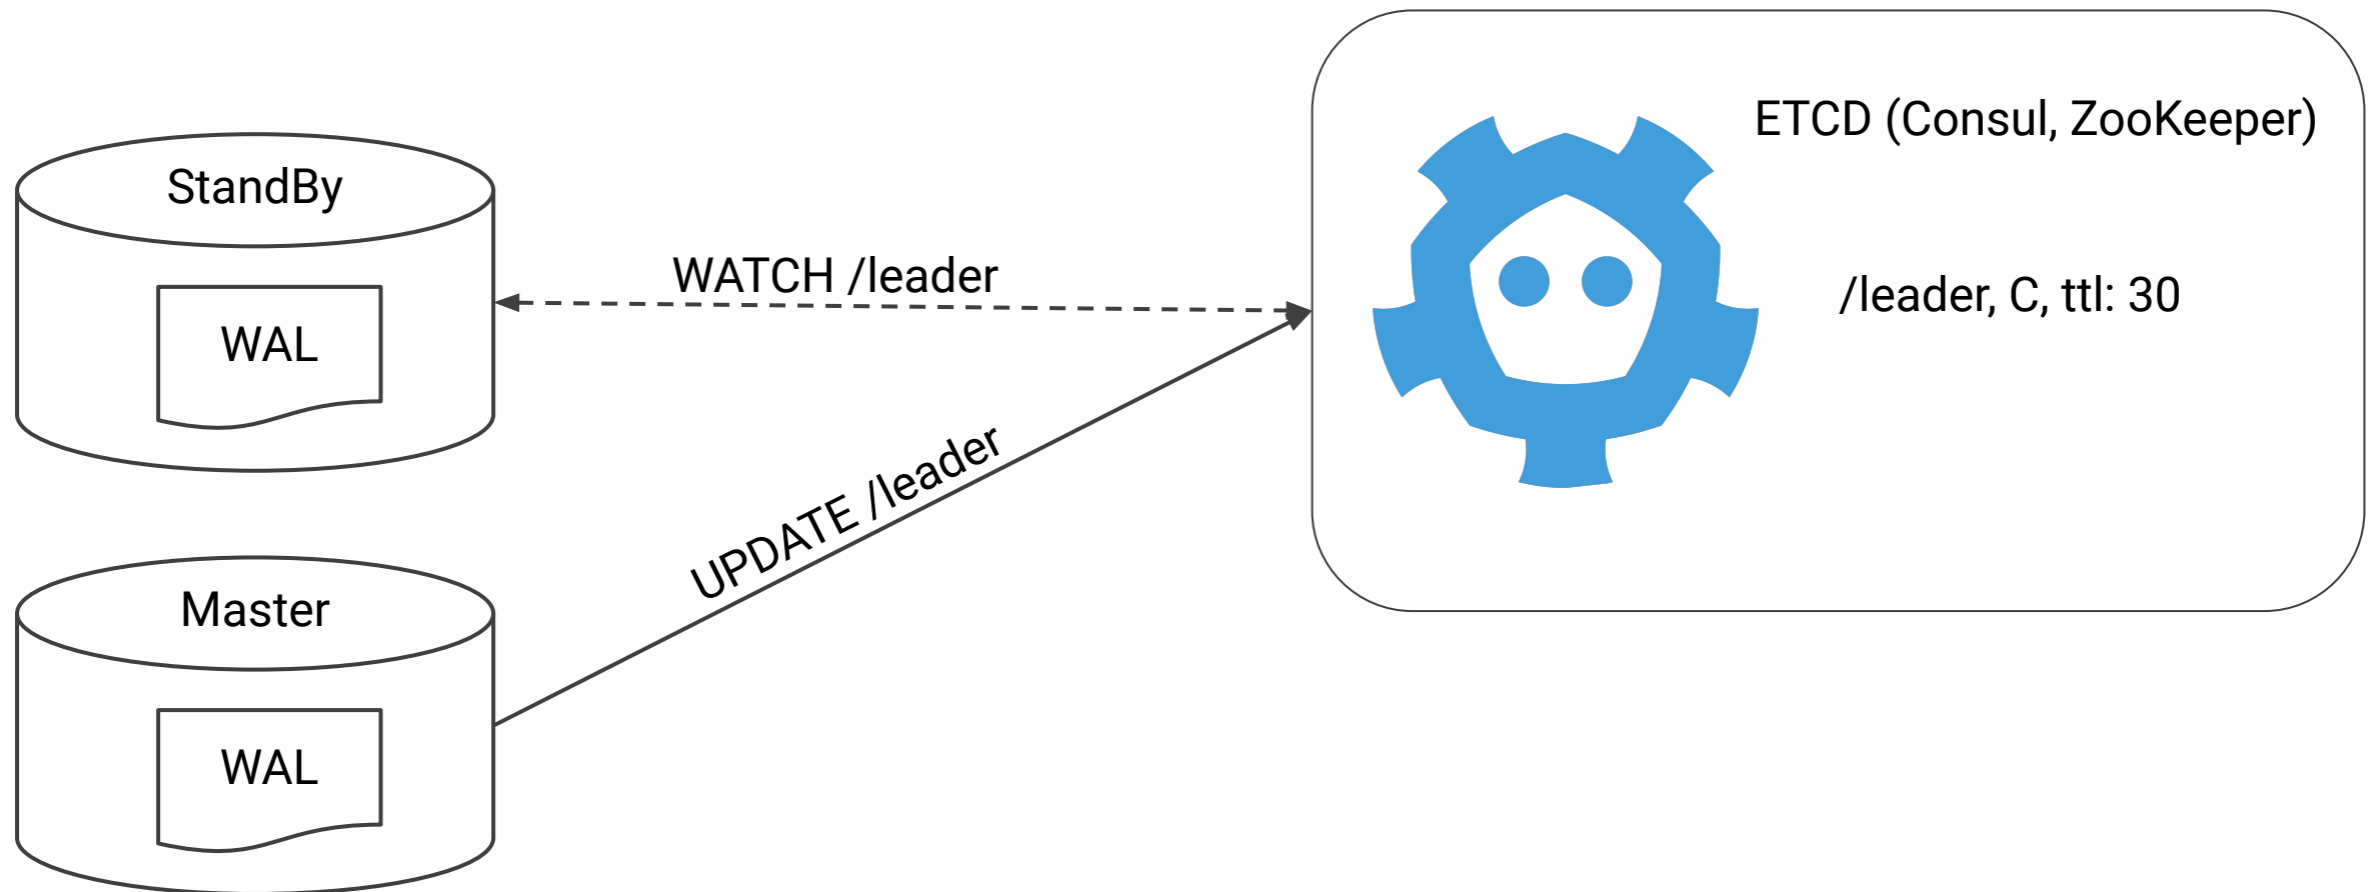 StandBy
WAL
WATCH /leader
ETCD (Consul, ZooKeeper)
/leader, C, ttl: 30
UPDATE /leader
Master
WAL